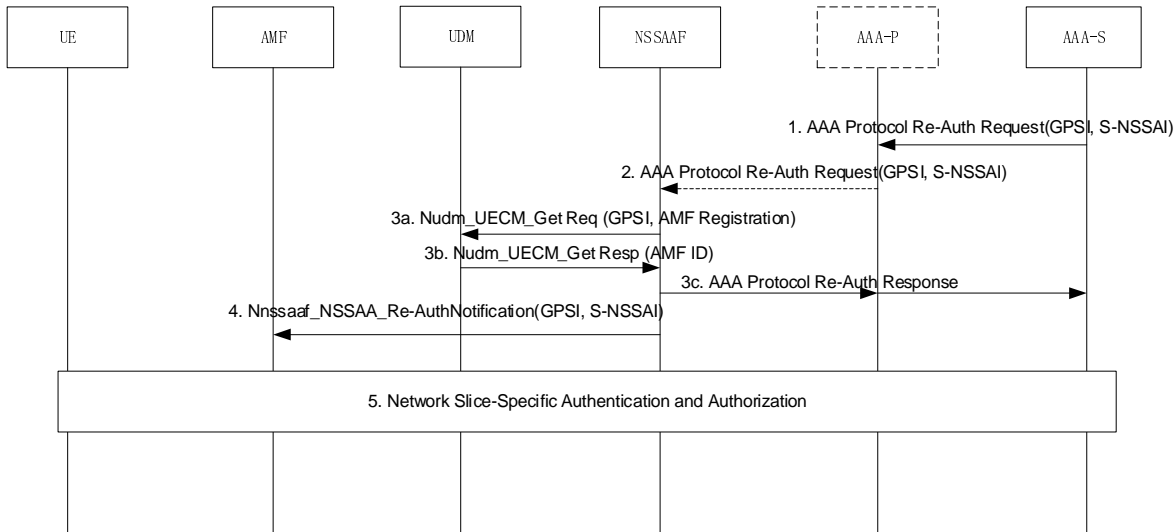 UE
AMF
UDM
NSSAAF
AAA-P
AAA-S
1. AAA Protocol Re-Auth Request(GPSI, S-NSSAI)
2. AAA Protocol Re-Auth Request(GPSI, S-NSSAI)
3a. Nudm_UECM_Get Req (GPSI, AMF Registration)
3b. Nudm_UECM_Get Resp (AMF ID)
3c. AAA Protocol Re-Auth Response
4. Nnssaaf_NSSAA_Re-AuthNotification(GPSI, S-NSSAI)
5. Network Slice-Specific Authentication and Authorization